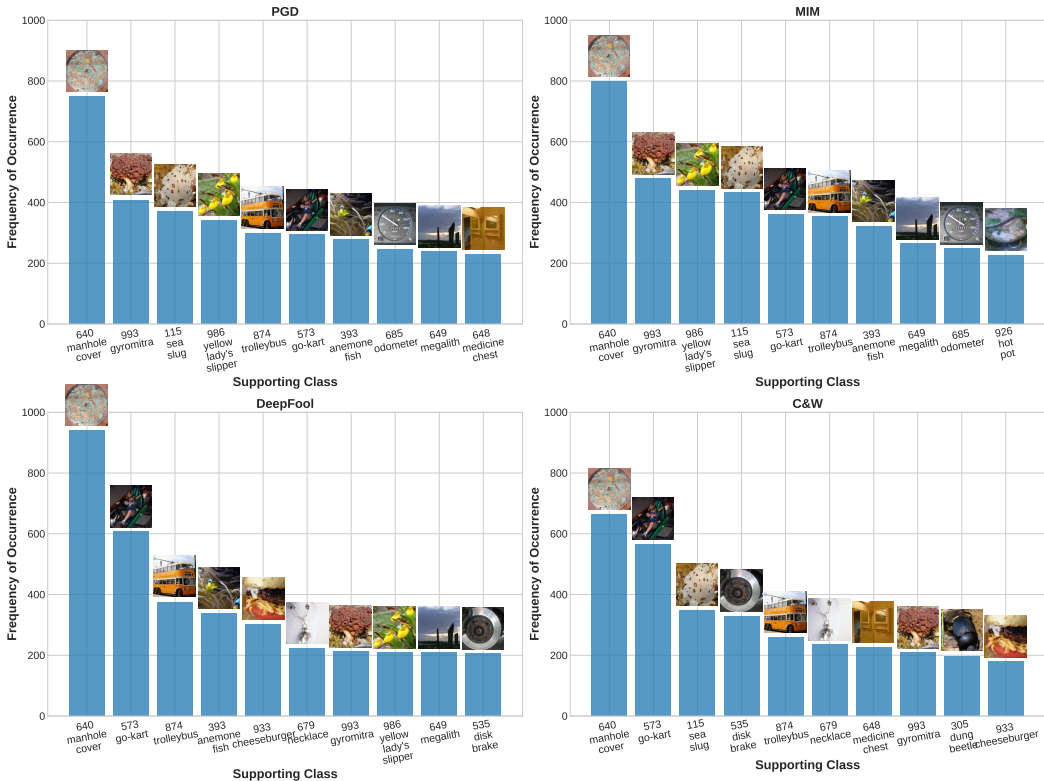 PGD
Frequency of Occurrence
1000
800
600
400
200
0
640
manhole
cover
993
gyromitra
115
sea
slug
986
yellow
lady's
slipper
874
trolleybus
573
go-kart
393
anemone
fish
685
odometer
649
megalith
648
medicine
chest
Supporting Class
MIM
Frequency of Occurrence
1000
800
600
400
200
0
640
manhole
cover
993
gyromitra
986
yellow
lady's
slipper
115
sea
slug
573
go-kart
874
trolleybus
393
anemone
fish
649
megalith
685
odometer
926
hot
pot
Supporting Class
DeepFool
Frequency of Occurrence
1000
800
600
400
200
0
640
manhole
cover
573
go-kart
874
trolleybus
393
anemone
fish
933
cheeseburger
679
necklace
993
gyromitra
986
yellow
lady's
slipper
649
megalith
535
disk
brake
Supporting Class
C&W
Frequency of Occurrence
1000
800
600
400
200
0
640
manhole
cover
573
go-kart
115
sea
slug
535
disk
brake
874
trolleybus
679
necklace
648
medicine
chest
993
gyromitra
305
dung
beetle
933
cheeseburger
Supporting Class